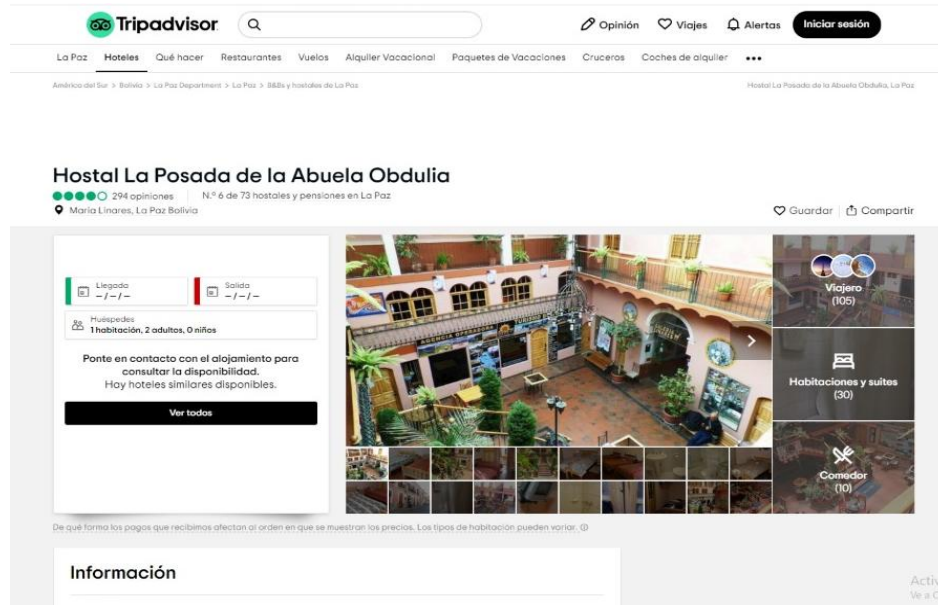 Tripadvisor
Opinión Viajes Alertas Iniciar sesión
La Paz Hoteles Qué hacer Restaurantes Vuelos Alquiler Vacacional Paquetes de Vacaciones Cruceros Coches de alquiler •••
América del Sur > Bolivia > La Paz Department > La Paz > B&Bs y hostales de La Paz
Hostal La Posada de la Abuela Obdulia, La Paz
Hostal La Posada de la Abuela Obdulia
294 opiniones N.º 6 de 73 hostales y pensiones en La Paz
Maria Linares, La Paz Bolivia
Guardar Compartir
Llegada
– / – / –
Salida
– / – / –
Huéspedes
1 habitación, 2 adultos, 0 niños
Ponte en contacto con el alojamiento para
consultar la disponibilidad.
Hay hoteles similares disponibles.
Ver todos
AGENCIA OPERADORA TURISMO
Viajero
(105)
Habitaciones y suites
(30)
Comedor
(10)
De qué forma los pagos que recibimos afectan al orden en que se muestran los precios. Los tipos de habitación pueden variar.
Información
Activ
Ve a C